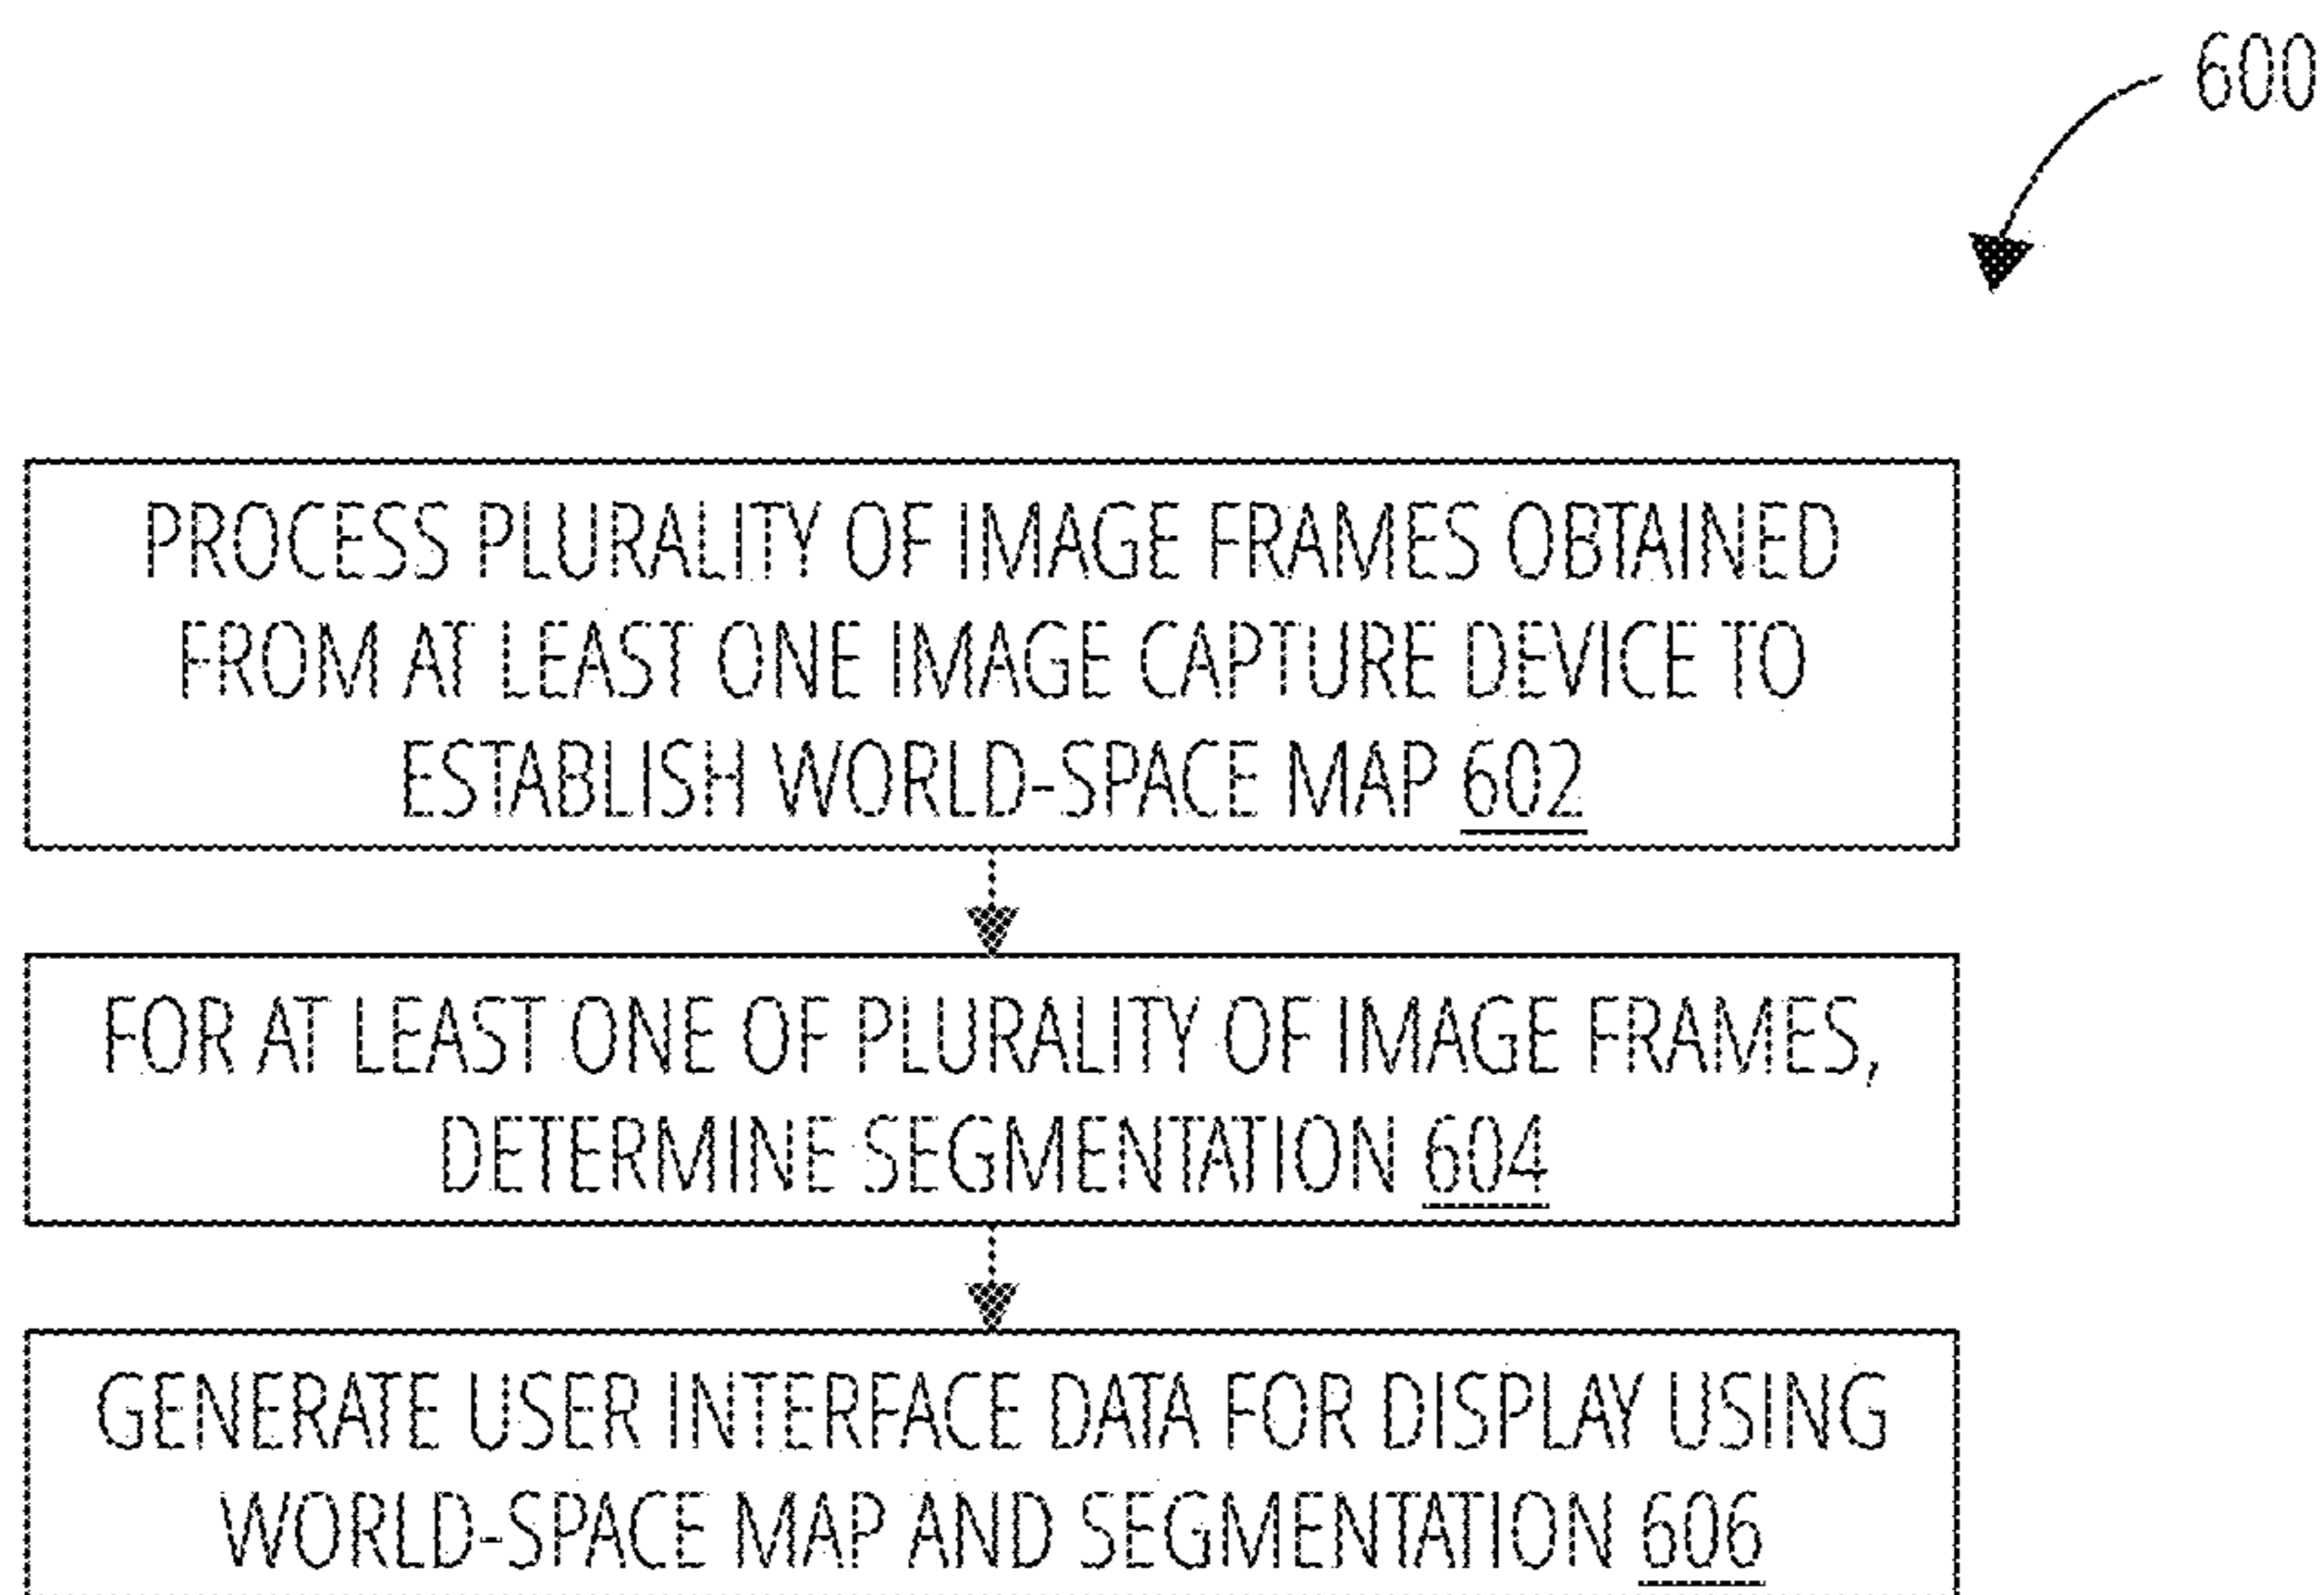 600
PROCESS PLURALITY OF IMAGE FRAMES OBTAINED
FROM AT LEAST ONE IMAGE CAPTURE DEVICE TO
ESTABLISH WORLD-SPACE MAP 602
FOR AT LEAST ONE OF PLURALITY OF IMAGE FRAMES,
DETERMINE SEGMENTATION 604
GENERATE USER INTERFACE DATA FOR DISPLAY USING
WORLD-SPACE MAP AND SEGMENTATION 606